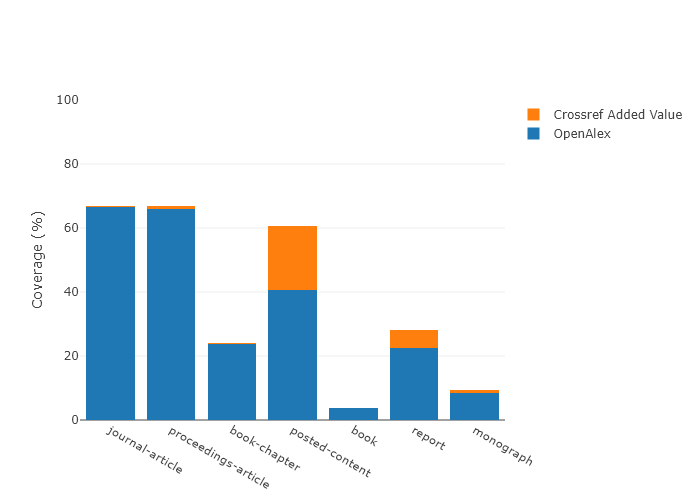 Crossref Added Value
OpenAlex
Coverage (%)
100
80
60
40
20
0
journal-article
proceedings-article
book-chapter
posted-content
book
report
monograph